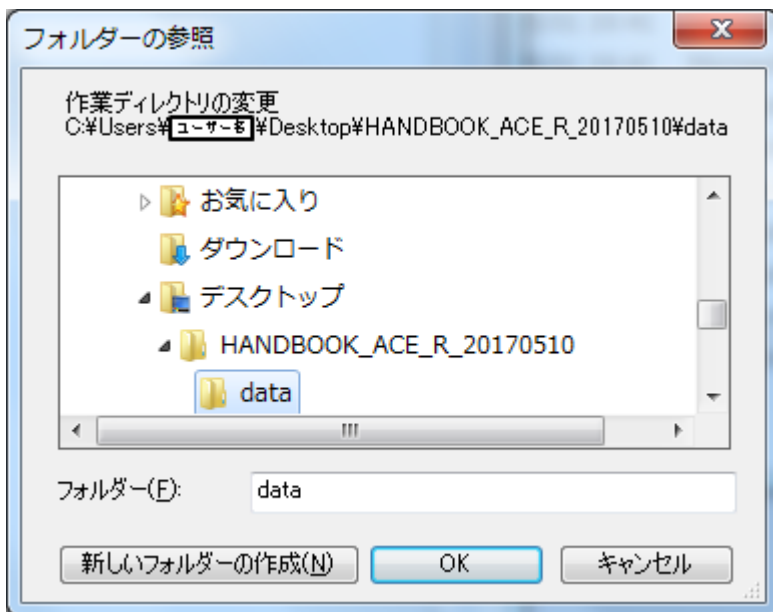 フォルダーの参照
作業ディレクトリの変更
C:¥Users¥ユーザー名¥Desktop¥HANDBOOK_ACE_R_20170510¥data
お気に入り
ダウンロード
デスクトップ
HANDBOOK_ACE_R_20170510
data
フォルダー(F): data
新しいフォルダーの作成(N) OK キャンセル